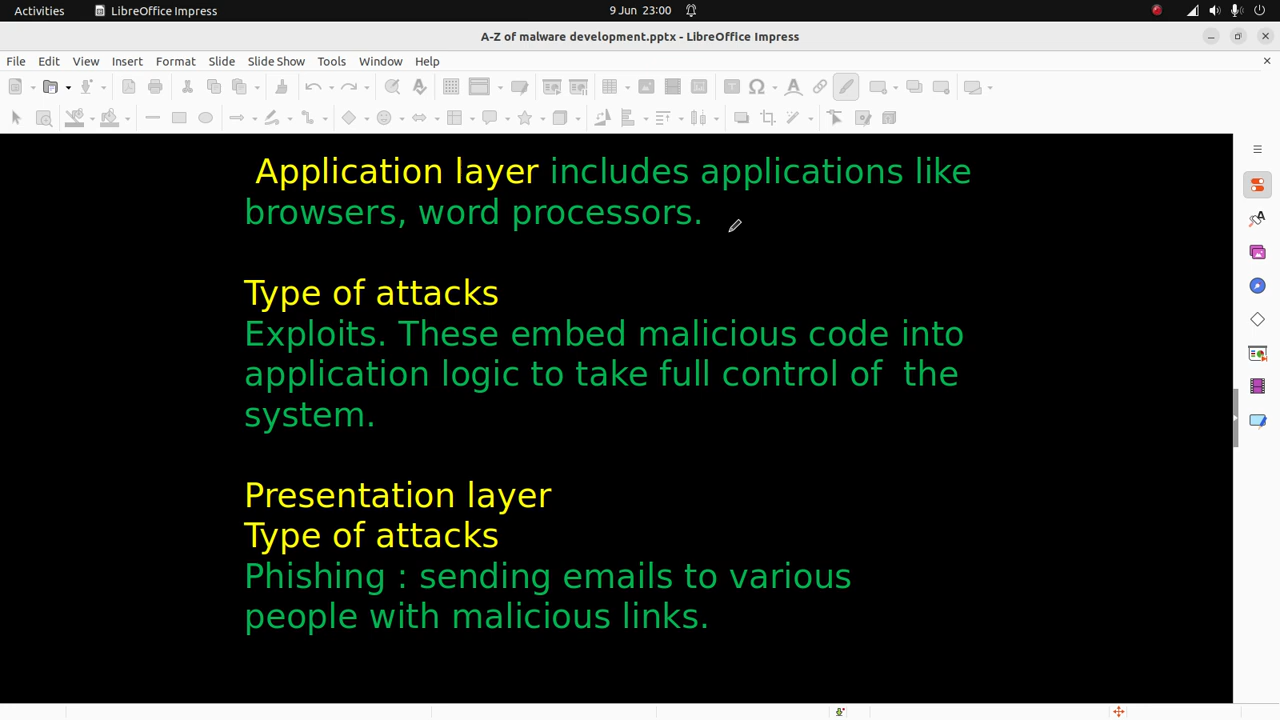 Activities LibreOffice Impress 9 Jun 23:00
A-Z of malware development.pptx - LibreOffice Impress
File Edit View Insert Format Slide Slide Show Tools Window Help
Application layer includes applications like
browsers, word processors.
Type of attacks
Exploits. These embed malicious code into
application logic to take full control of  the
system.
Presentation layer
Type of attacks
Phishing : sending emails to various
people with malicious links.